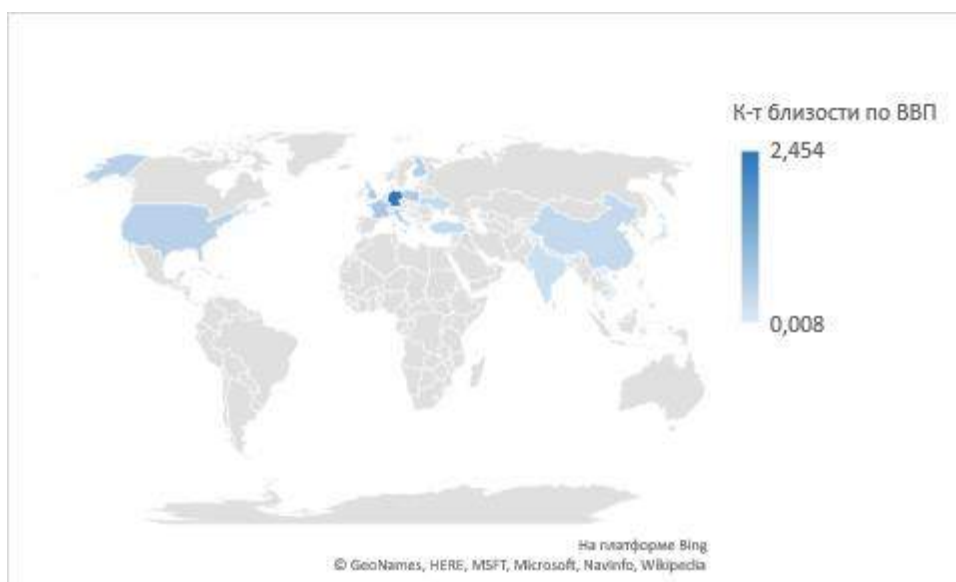 К-т близости по ВВП
2,454
0,008
На платформе Bing
© GeoNames, HERE, MSFT, Microsoft, NavInfo, Wikipedia